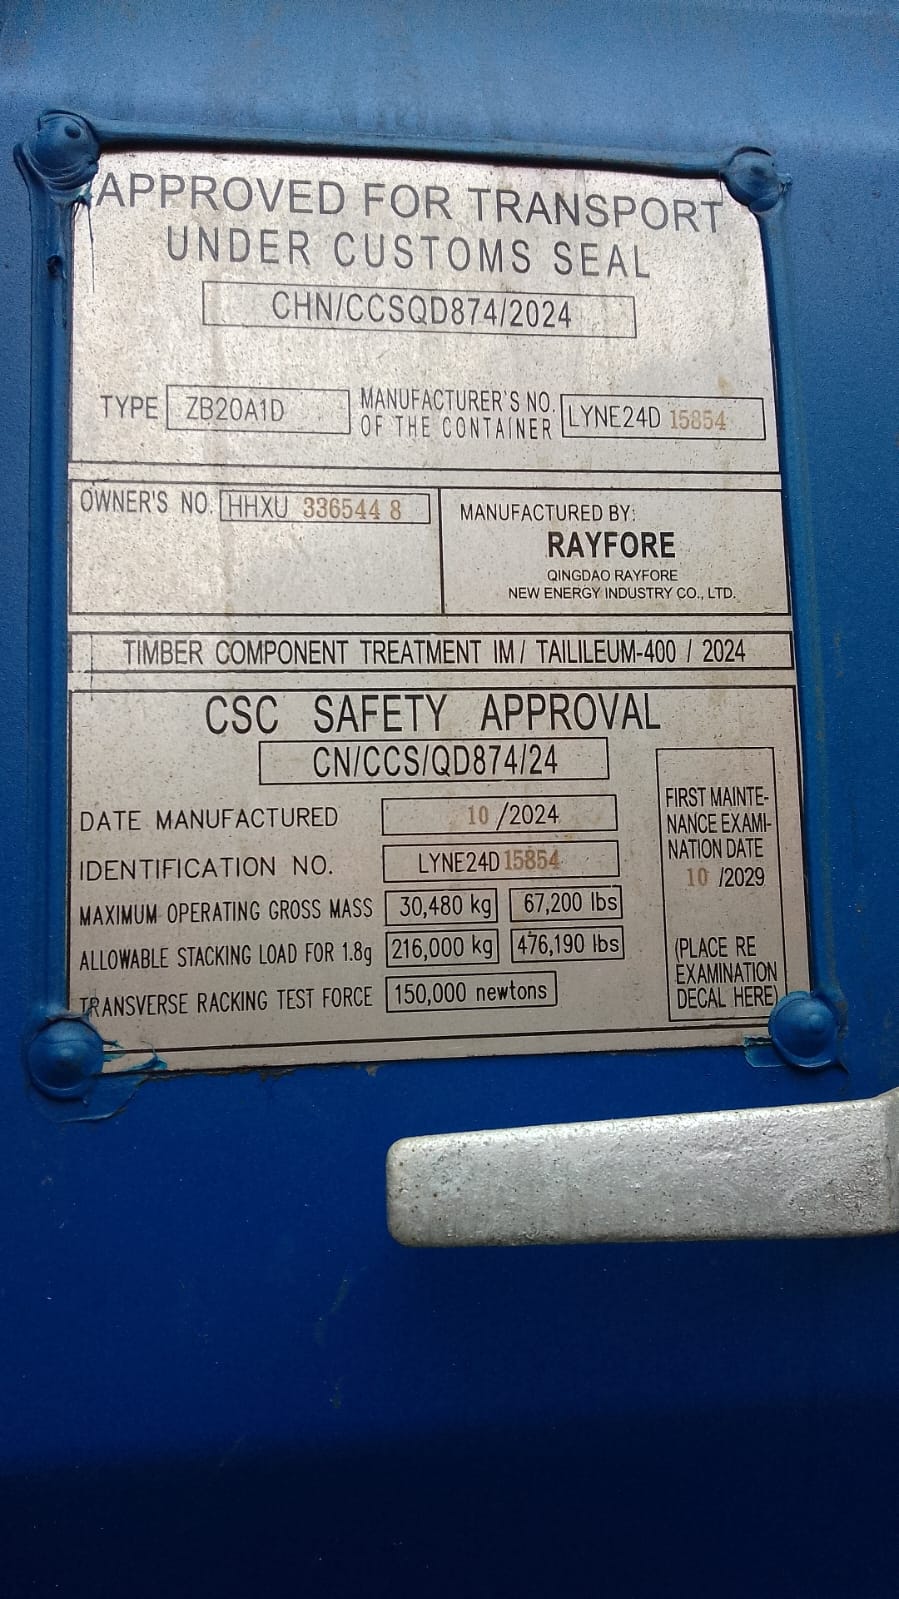 APPROVED FOR TRANSPORT
UNDER CUSTOMS SEAL
CHN/CCSQD874/2024
TYPE ZB20A1D MANUFACTURER'S NO. OF THE CONTAINER LYNE24D 15854
OWNER'S NO. HHXU 336544 8
MANUFACTURED BY:
RAYFORE
QINGDAO RAYFORE
NEW ENERGY INDUSTRY CO., LTD.
TIMBER COMPONENT TREATMENT IM / TAILILEUM-400 / 2024
CSC SAFETY APPROVAL
CN/CCS/QD874/24
DATE MANUFACTURED 10 /2024
IDENTIFICATION NO. LYNE24D 15854
MAXIMUM OPERATING GROSS MASS 30,480 kg 67,200 lbs
ALLOWABLE STACKING LOAD FOR 1.8g 216,000 kg 476,190 lbs
TRANSVERSE RACKING TEST FORCE 150,000 newtons
FIRST MAINTE-
NANCE EXAMI-
NATION DATE
10 /2029
(PLACE RE
EXAMINATION
DECAL HERE)